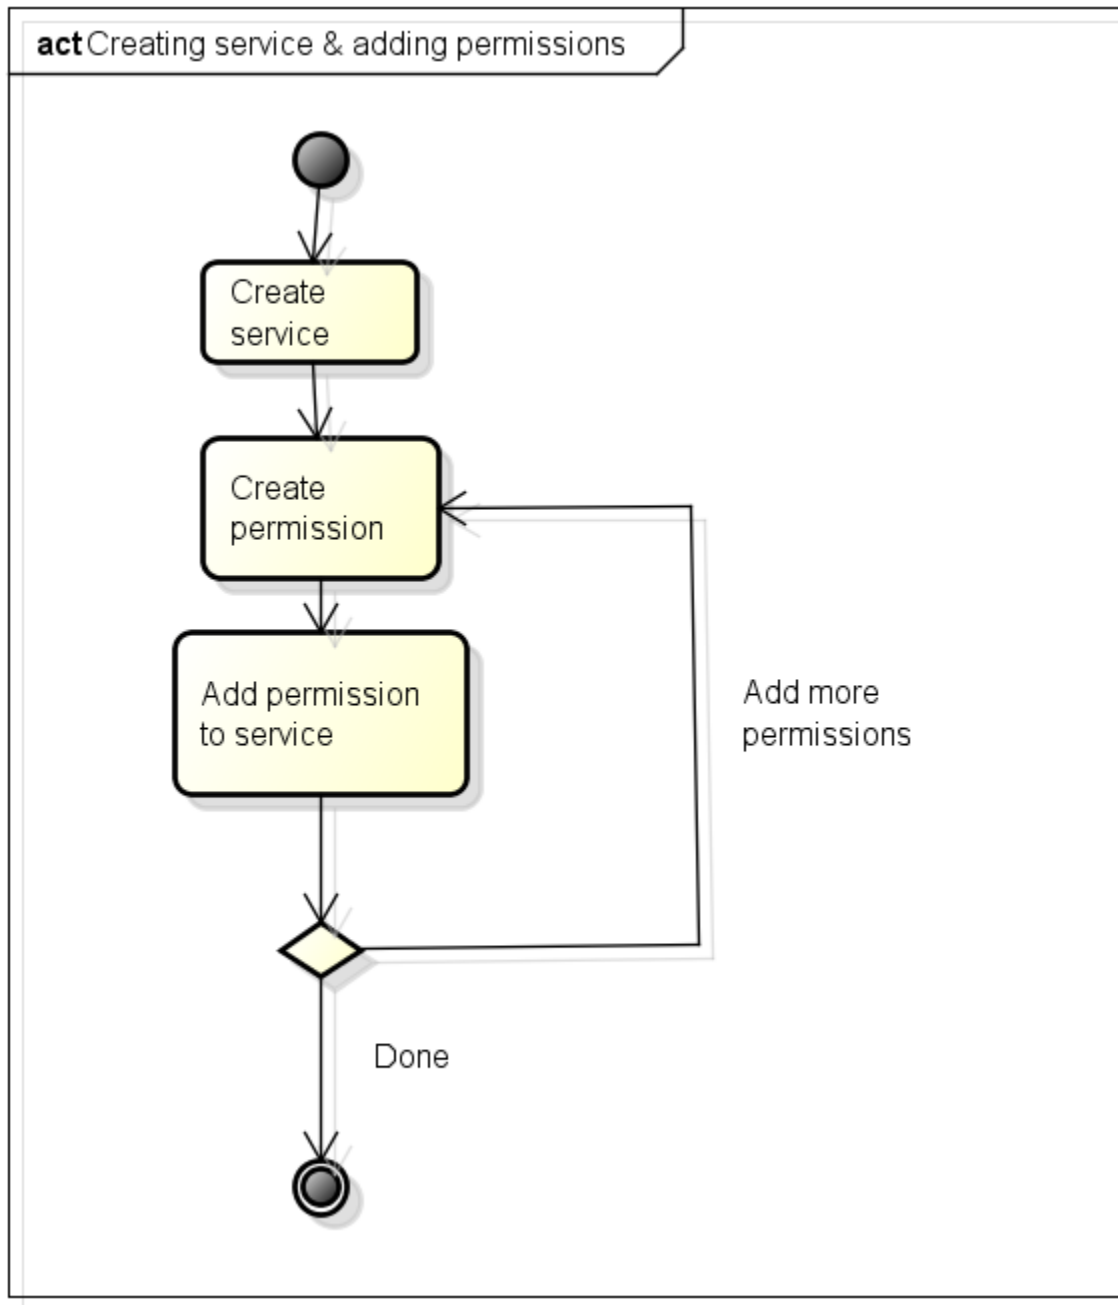 act Creating service & adding permissions
Create
service
Create
permission
Add permission
to service
Add more
permissions
Done